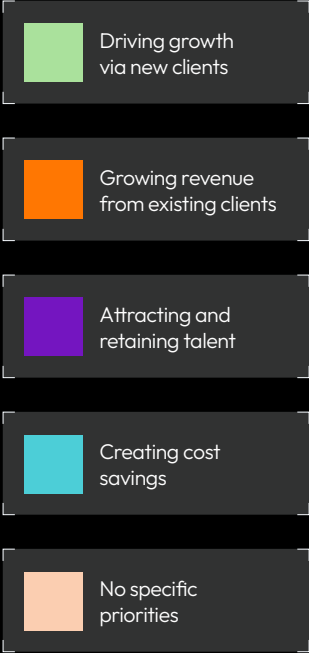 Driving growth
via new clients
Growing revenue
from existing clients
Attracting and
retaining talent
Creating cost
savings
No specific
priorities